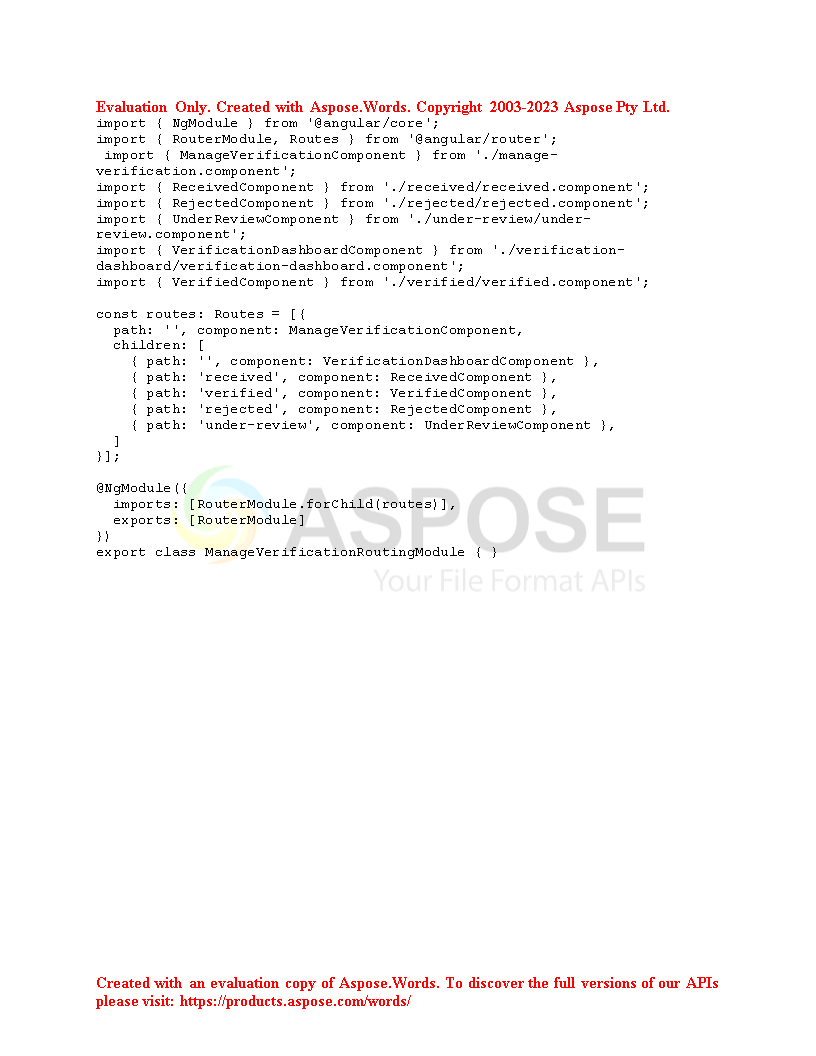 Evaluation Only. Created with Aspose.Words. Copyright 2003-2023 Aspose Pty Ltd.
import { NgModule } from '@angular/core';
import { RouterModule, Routes } from '@angular/router';
 import { ManageVerificationComponent } from './manage-
verification.component';
import { ReceivedComponent } from './received/received.component';
import { RejectedComponent } from './rejected/rejected.component';
import { UnderReviewComponent } from './under-review/under-
review.component';
import { VerificationDashboardComponent } from './verification-
dashboard/verification-dashboard.component';
import { VerifiedComponent } from './verified/verified.component';

const routes: Routes = [{
  path: '', component: ManageVerificationComponent,
  children: [
    { path: '', component: VerificationDashboardComponent },
    { path: 'received', component: ReceivedComponent },
    { path: 'verified', component: VerifiedComponent },
    { path: 'rejected', component: RejectedComponent },
    { path: 'under-review', component: UnderReviewComponent },
  ]
}];

@NgModule({
  imports: [RouterModule.forChild(routes)],
  exports: [RouterModule]
})
export class ManageVerificationRoutingModule { }
ASPOSE
Your File Format APIs
Created with an evaluation copy of Aspose.Words. To discover the full versions of our APIs
please visit: https://products.aspose.com/words/